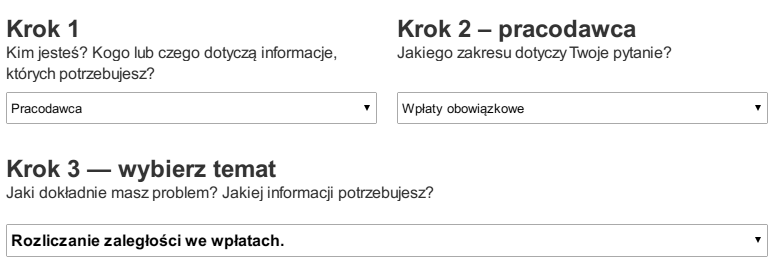 Krok 1
Kim jesteś? Kogo lub czego dotyczą informacje,
których potrzebujesz?
Pracodawca
Krok 2 – pracodawca
Jakiego zakresu dotyczy Twoje pytanie?
Wpłaty obowiązkowe
Krok 3 — wybierz temat
Jaki dokładnie masz problem? Jakiej informacji potrzebujesz?
Rozliczanie zaległości we wpłatach.